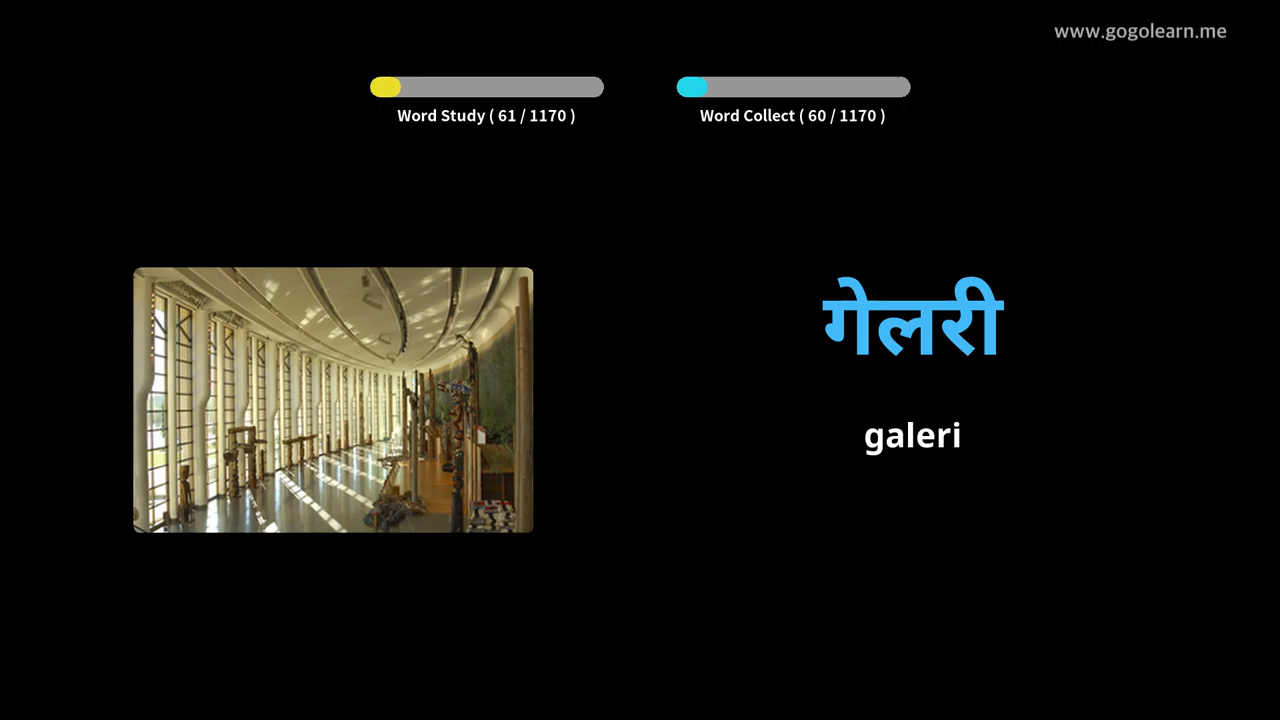 www.gogolearn.me
Word Study ( 61 / 1170 )
Word Collect ( 60 / 1170 )
गेलरी
galeri